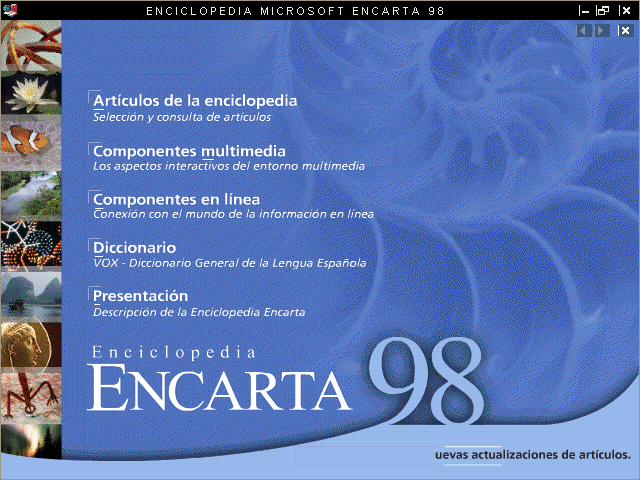 ENCICLOPEDIA MICROSOFT ENCARTA 98
Artículos de la enciclopedia
Selección y consulta de artículos
Componentes multimedia
Los aspectos interactivos del entorno multimedia
Componentes en línea
Conexión con el mundo de la información en línea
Diccionario
VOX - Diccionario General de la Lengua Española
Presentación
Descripción de la Enciclopedia Encarta
Enciclopedia
ENCARTA 98
uevas actualizaciones de artículos.